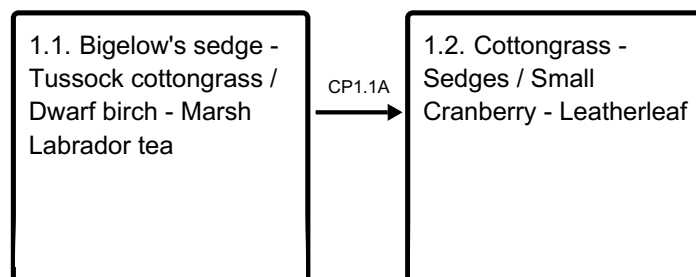 1.1. Bigelow's sedge -
Tussock cottongrass /
Dwarf birch - Marsh
Labrador tea
CP1.1A
1.2. Cottongrass -
Sedges / Small
Cranberry - Leatherleaf